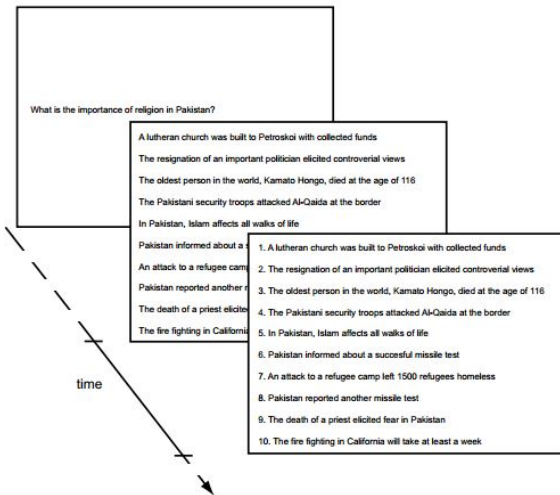 What is the importance of religion in Pakistan?
A lutheran church was built to Petroskoi with collected funds
The resignation of an important politician elicited controverial views
The oldest person in the world, Kamato Hongo, died at the age of 116
The Pakistani security troops attacked Al-Qaida at the border
In Pakistan, Islam affects all walks of life
Pakistan informed about a
An attack to a refugee camp
Pakistan reported another
The death of a priest elicited
The fire fighting in California
1. A lutheran church was built to Petroskoi with collected funds
2. The resignation of an important politician elicited controverial views
3. The oldest person in the world, Kamato Hongo, died at the age of 116
4. The Pakistani security troops attacked Al-Qaida at the border
5. In Pakistan, Islam affects all walks of life
6. Pakistan informed about a succesful missile test
7. An attack to a refugee camp left 1500 refugees homeless
8. Pakistan reported another missile test
9. The death of a priest elicited fear in Pakistan
10. The fire fighting in California will take at least a week
time